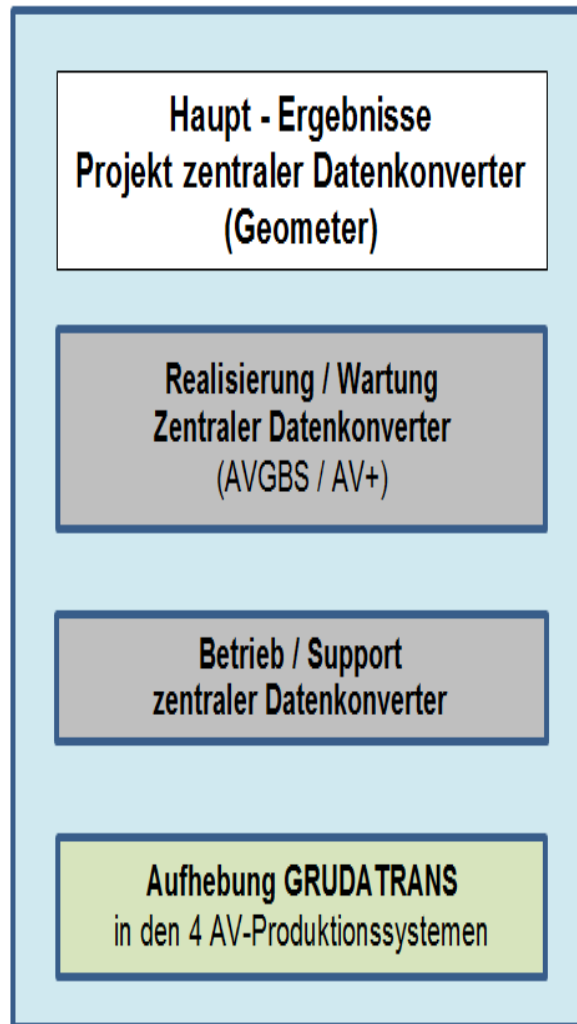 Haupt - Ergebnisse
Projekt zentraler Datenkonverter
(Geometer)
Realisierung / Wartung
Zentraler Datenkonverter
(AVGBS / AV+)
Betrieb / Support
zentraler Datenkonverter
Aufhebung GRUDATRANS
in den 4 AV-Produktionssystemen